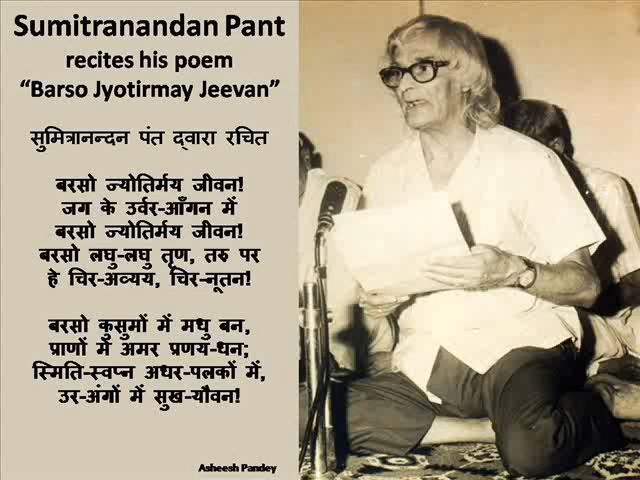 Sumitranandan Pant
recites his poem
“Barso Jyotirmay Jeevan”
सुमित्रानन्दन पंत द्वारा रचित
बरसो ज्योतिर्मय जीवन!
जग के उर्वर-आँगन में
बरसो ज्योतिर्मय जीवन!
बरसो लघु-लघु तृण, तरु पर
हे चिर-अव्यय, चिर-नूतन!
बरसो कुसुमों में मधु बन,
प्राणों में अमर प्रणय-धन;
स्मिति-स्वप्न अधर-पलकों में,
उर-अंगों में सुख-यौवन!
Asheesh Pandey